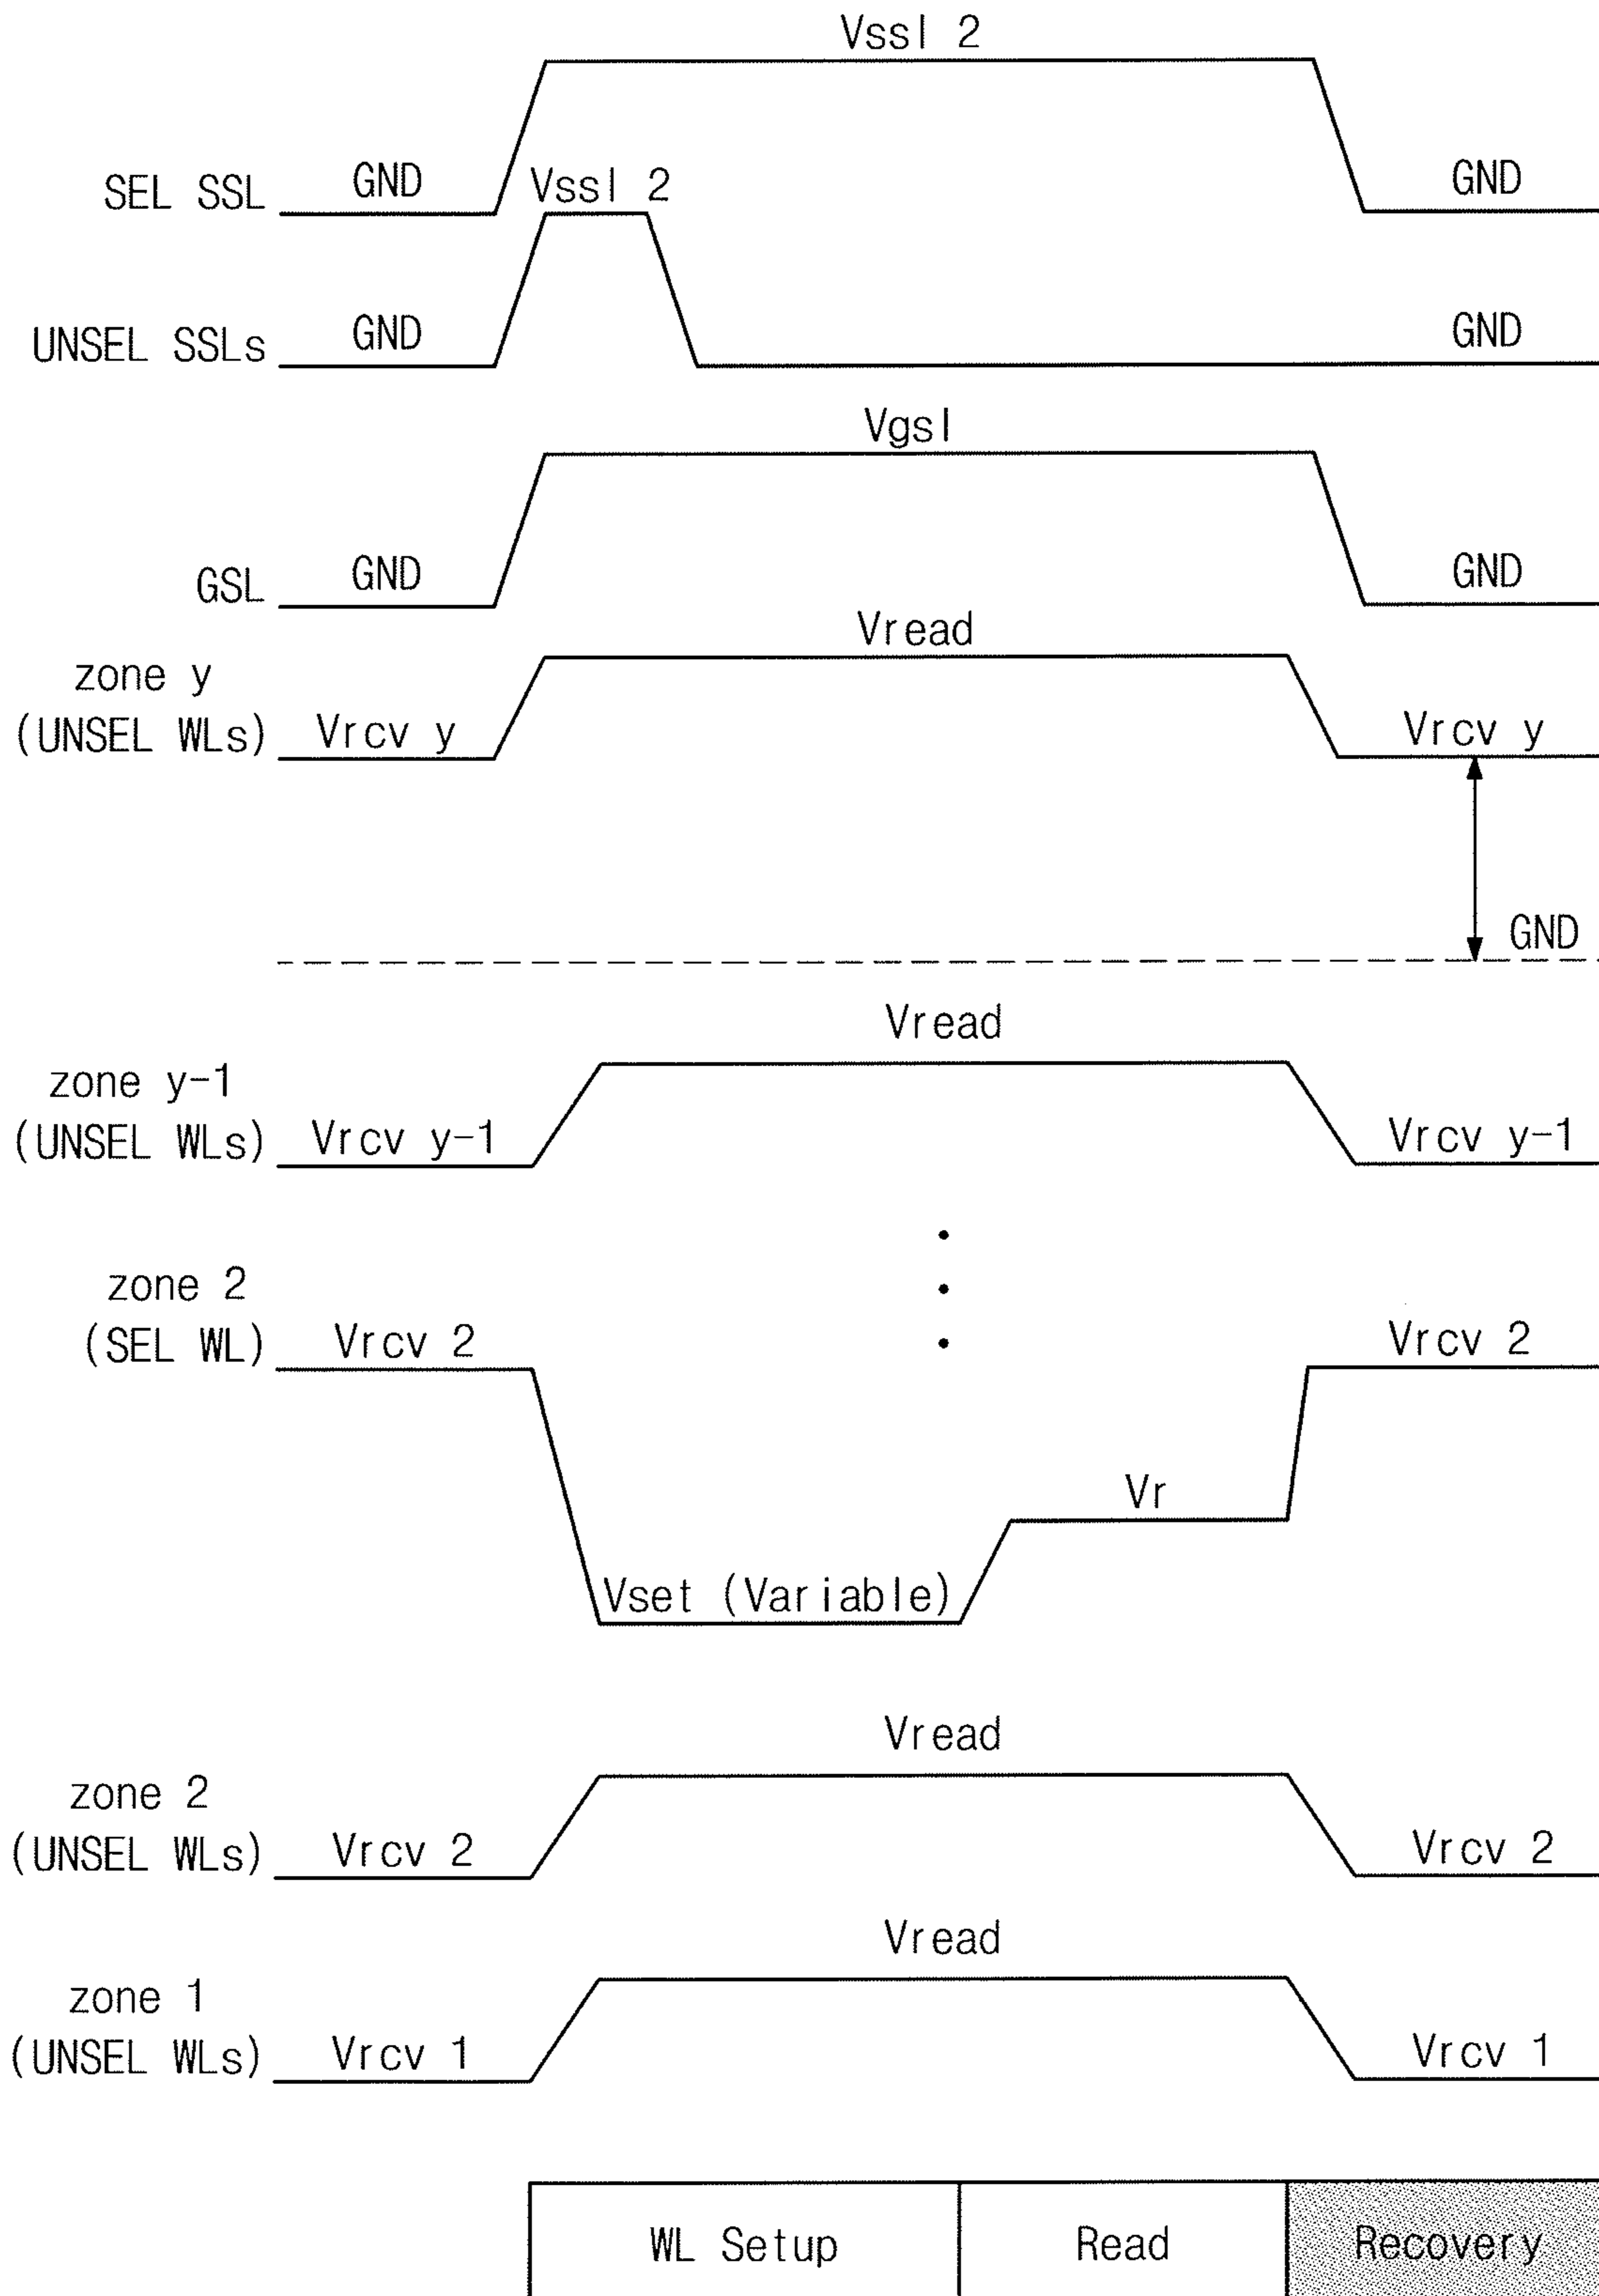 Vssl 2
SEL SSL GND GND
Vssl 2
UNSEL SSLs GND GND
Vgsl
GSL GND GND
Vread
zone y
(UNSEL WLs) Vrcv y Vrcv y
GND
Vread
zone y-1
(UNSEL WLs) Vrcv y-1 Vrcv y-1
zone 2
(SEL WL) Vrcv 2 Vrcv 2
Vr
Vset (Variable)
Vread
zone 2
(UNSEL WLs) Vrcv 2 Vrcv 2
Vread
zone 1
(UNSEL WLs) Vrcv 1 Vrcv 1
WL Setup Read Recovery